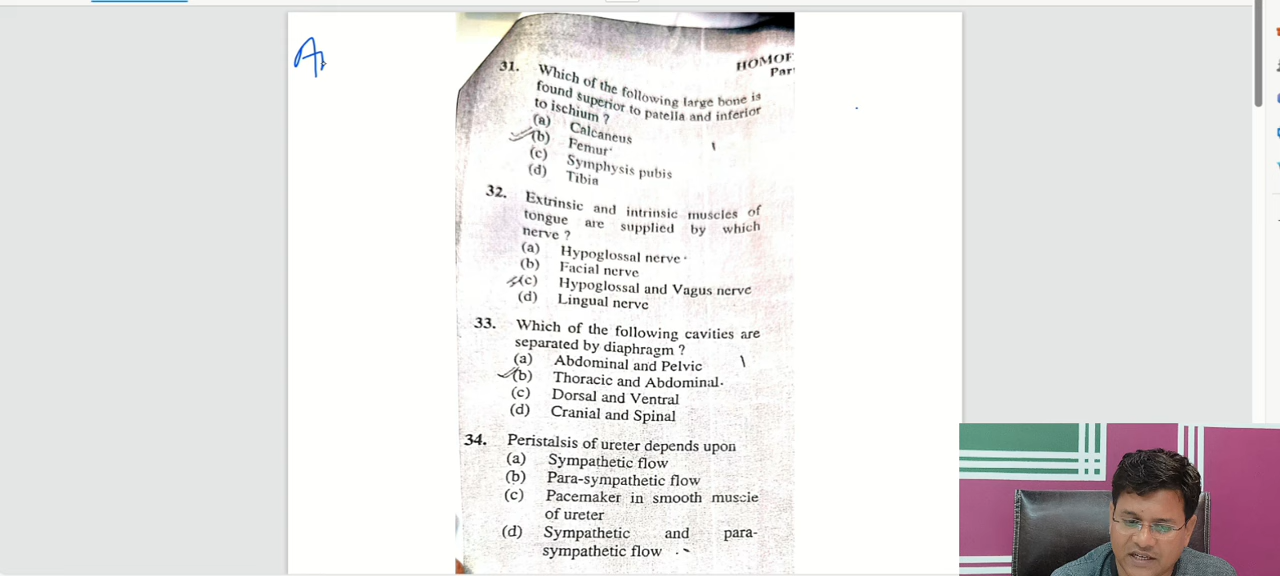 A
HOMOE
Par
31. Which of the following large bone is
found superior to patella and inferior
to ischium ?
(a) Calcaneus
(b) Femur
(c) Symphysis pubis
(d) Tibia
32. Extrinsic and intrinsic muscles of
tongue are supplied by which
nerve ?
(a) Hypoglossal nerve
(b) Facial nerve
(c) Hypoglossal and Vagus nerve
(d) Lingual nerve
33. Which of the following cavities are
separated by diaphragm ?
(a) Abdominal and Pelvic
(b) Thoracic and Abdominal
(c) Dorsal and Ventral
(d) Cranial and Spinal
34. Peristalsis of ureter depends upon
(a) Sympathetic flow
(b) Para-sympathetic flow
(c) Pacemaker in smooth muscle
of ureter
(d) Sympathetic and para-
sympathetic flow